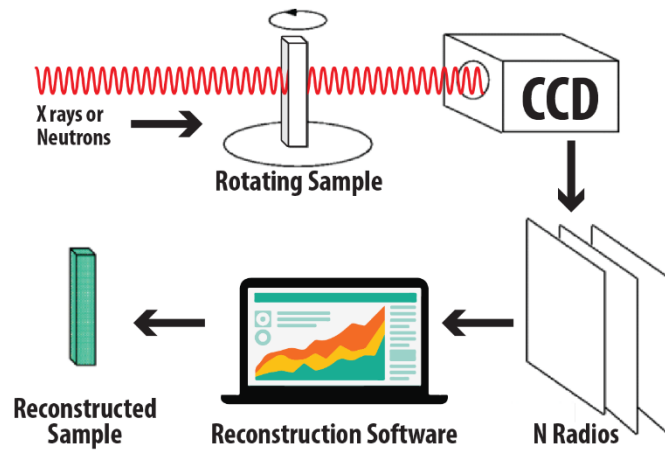 X rays or
Neutrons
Rotating Sample
CCD
Reconstructed
Sample
Reconstruction Software
N Radios